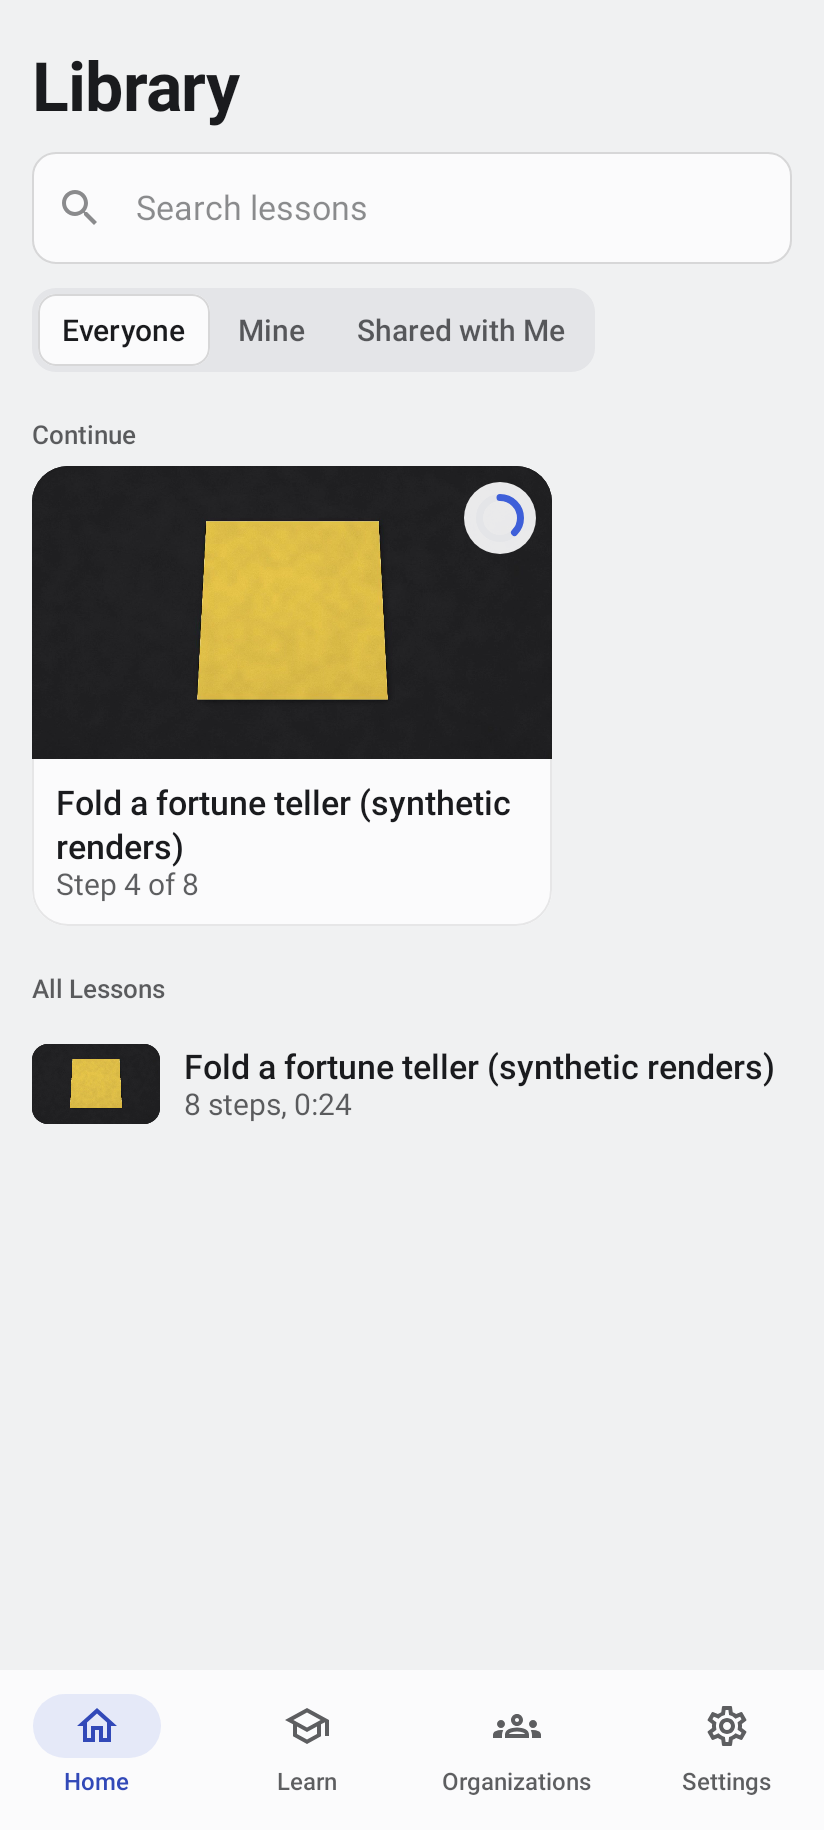 Library
Search lessons
Everyone
Mine
Shared with Me
Continue
Fold a fortune teller (synthetic
renders)
Step 4 of 8
All Lessons
Fold a fortune teller (synthetic renders)
8 steps, 0:24
Home
Learn
Organizations
Settings